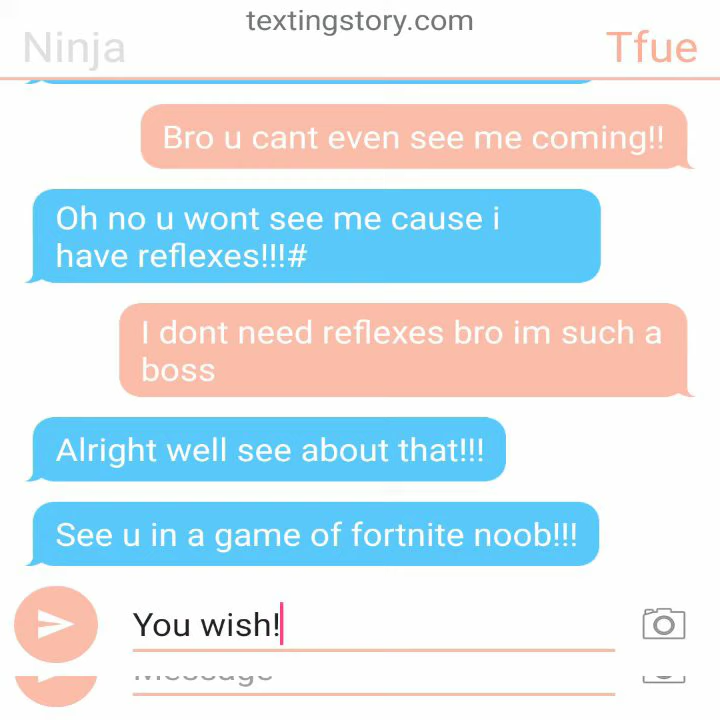 textingstory.com
Ninja
Tfue
Bro u cant even see me coming!!
Oh no u wont see me cause i
have reflexes!!!#
I dont need reflexes bro im such a
boss
Alright well see about that!!!
See u in a game of fortnite noob!!!
You wish!